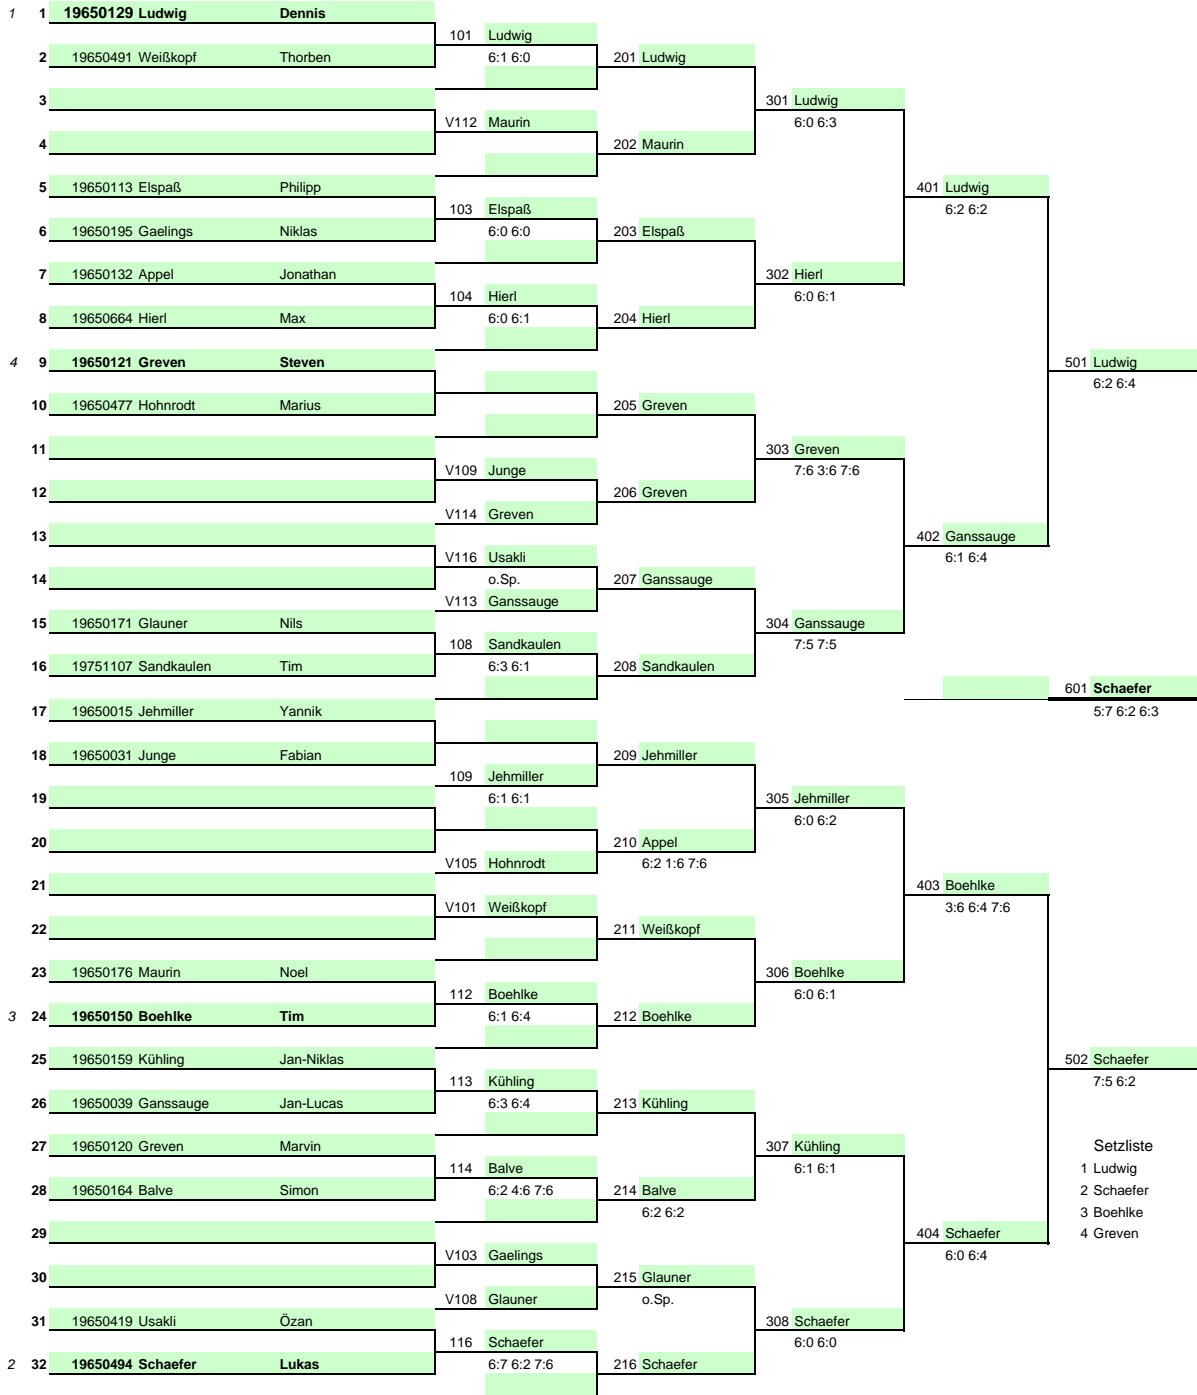 1 1 19650129 Ludwig Dennis
101 Ludwig
2 19650491 Weißkopf Thorben 6:1 6:0 201 Ludwig
3 301 Ludwig
V112 Maurin 6:0 6:3
4 202 Maurin
5 19650113 Elspaß Philipp 401 Ludwig
103 Elspaß 6:2 6:2
6 19650195 Gaelings Niklas 6:0 6:0 203 Elspaß
7 19650132 Appel Jonathan 302 Hierl
104 Hierl 6:0 6:1
8 19650664 Hierl Max 6:0 6:1 204 Hierl
4 9 19650121 Greven Steven 501 Ludwig
6:2 6:4
10 19650477 Hohnrodt Marius 205 Greven
11 303 Greven
V109 Junge 7:6 3:6 7:6
12 206 Greven
V114 Greven
13 402 Ganssauge
V116 Usakli 6:1 6:4
14 o.Sp. 207 Ganssauge
V113 Ganssauge
15 19650171 Glauner Nils 304 Ganssauge
108 Sandkaulen 7:5 7:5
16 19751107 Sandkaulen Tim 6:3 6:1 208 Sandkaulen
601 Schaefer
17 19650015 Jehmiller Yannik 5:7 6:2 6:3
18 19650031 Junge Fabian 209 Jehmiller
109 Jehmiller
19 6:1 6:1 305 Jehmiller
6:0 6:2
20 210 Appel
V105 Hohnrodt 6:2 1:6 7:6
21 403 Boehlke
V101 Weißkopf 3:6 6:4 7:6
22 211 Weißkopf
23 19650176 Maurin Noel 306 Boehlke
112 Boehlke 6:0 6:1
3 24 19650150 Boehlke Tim 6:1 6:4 212 Boehlke
25 19650159 Kühling Jan-Niklas 502 Schaefer
113 Kühling 7:5 6:2
26 19650039 Ganssauge Jan-Lucas 6:3 6:4 213 Kühling
27 19650120 Greven Marvin 307 Kühling Setzliste
114 Balve 6:1 6:1 1 Ludwig
28 19650164 Balve Simon 6:2 4:6 7:6 214 Balve 2 Schaefer
6:2 6:2 3 Boehlke
29 404 Schaefer 4 Greven
V103 Gaelings 6:0 6:4
30 215 Glauner
V108 Glauner o.Sp.
31 19650419 Usakli Özan 308 Schaefer
116 Schaefer 6:0 6:0
2 32 19650494 Schaefer Lukas 6:7 6:2 7:6 216 Schaefer